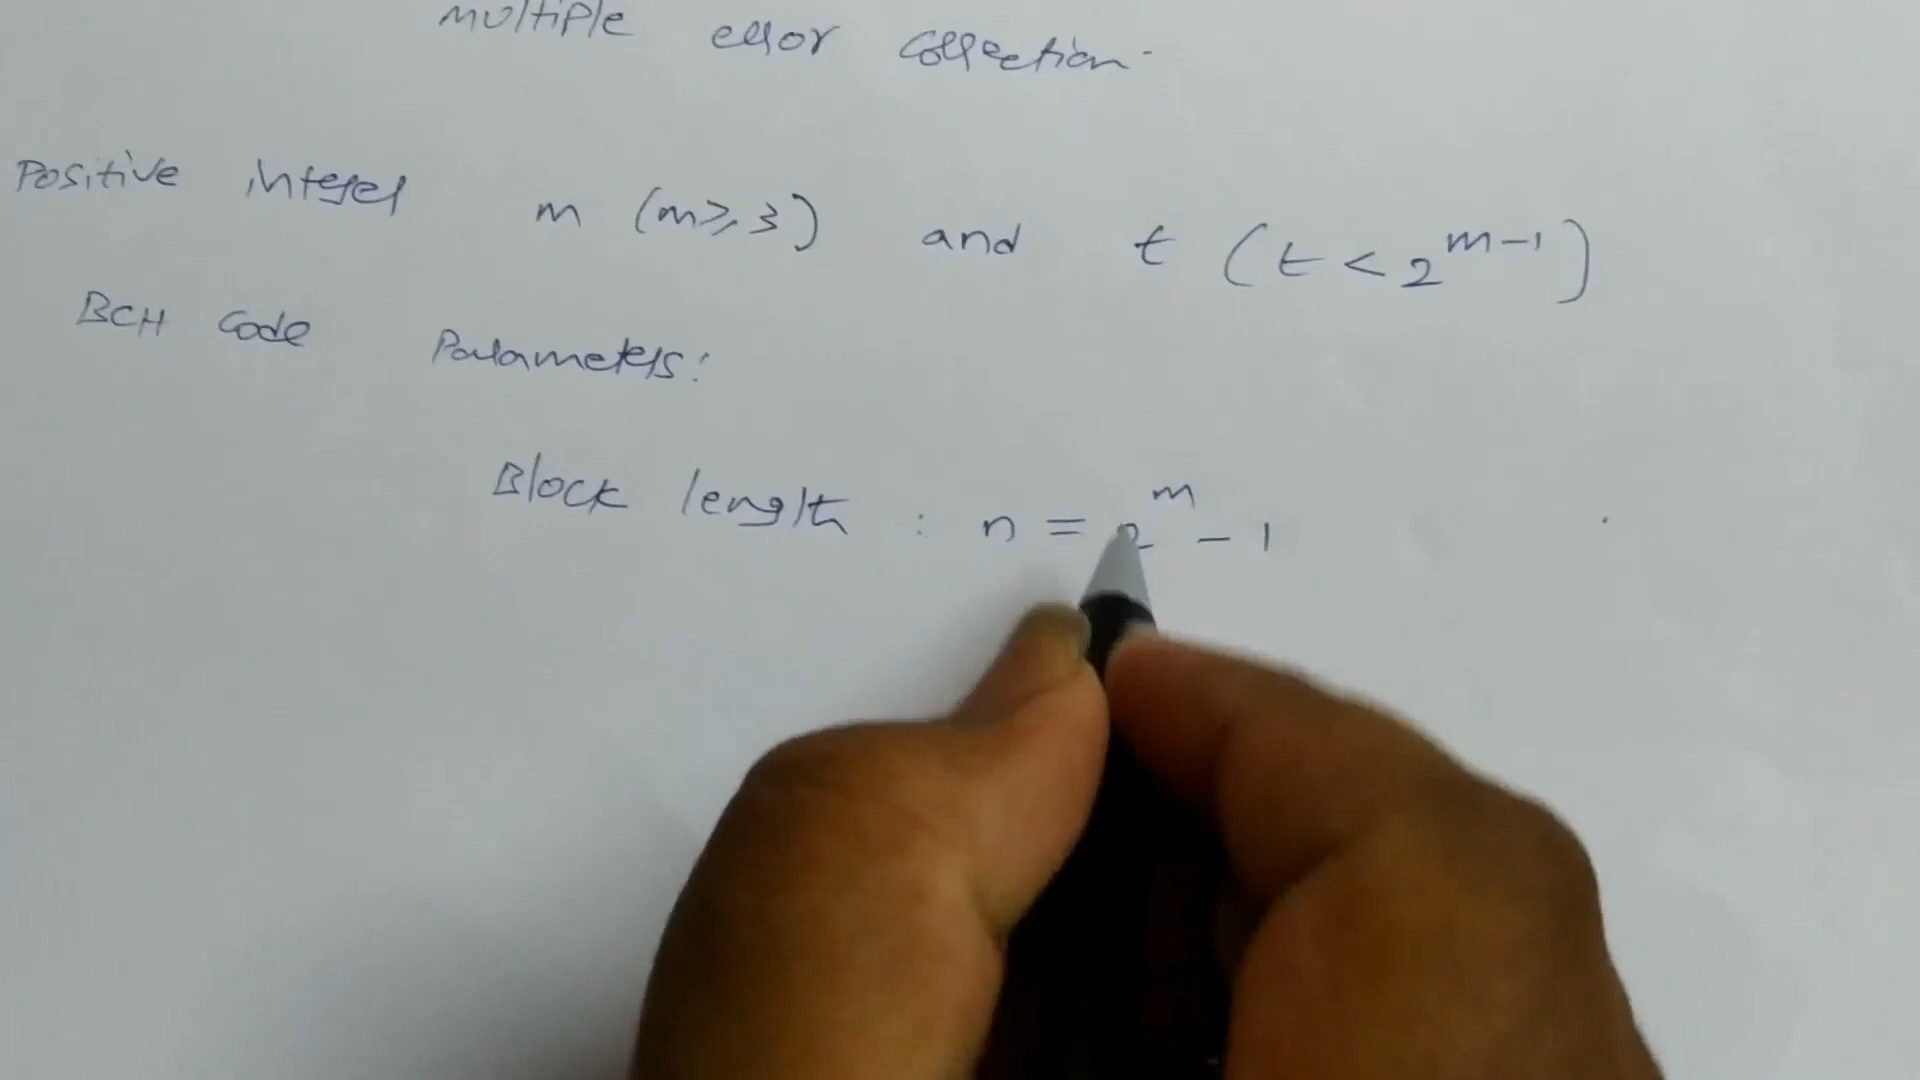 multiple error correction
Positive integer m (m ≥ 3) and t (t < 2^{m-1})
BCH Code Parameters:
Block length : n = 2^m - 1